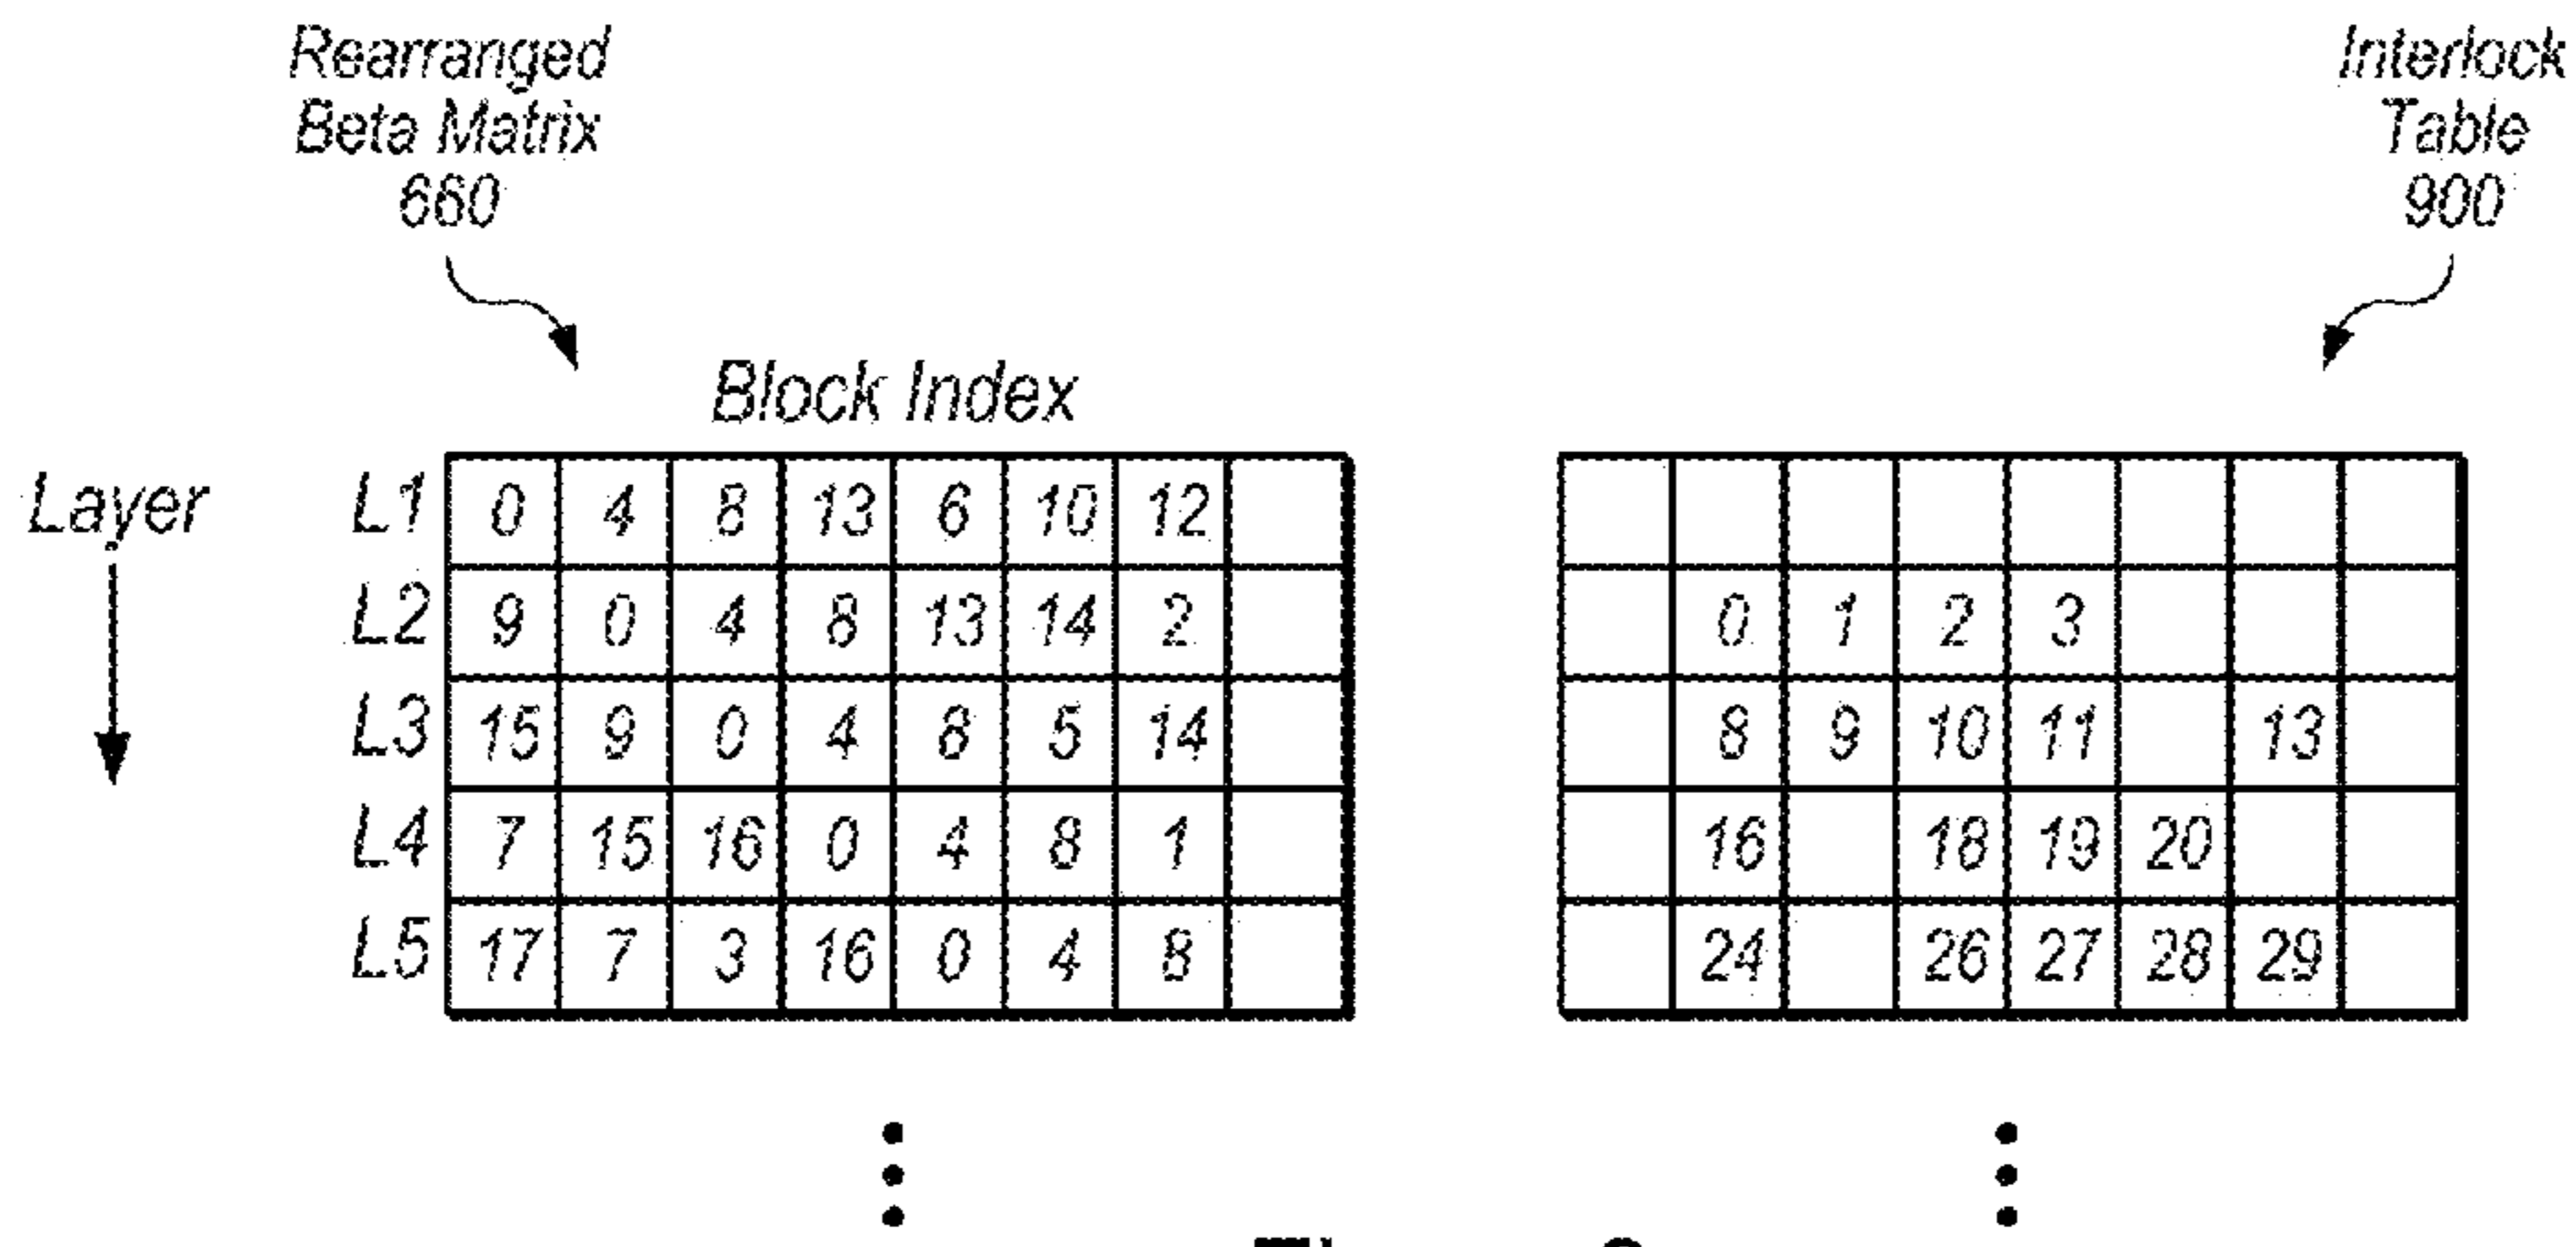 Rearranged
Beta Matrix
660
Interlock
Table
900
Block Index
Layer
L1 0 4 8 13 6 10 12
L2 9 0 4 8 13 14 2 0 1 2 3
L3 15 9 0 4 8 5 14 8 9 10 11 13
L4 7 15 16 0 4 8 1 16 18 19 20
L5 17 7 3 16 0 4 8 24 26 27 28 29